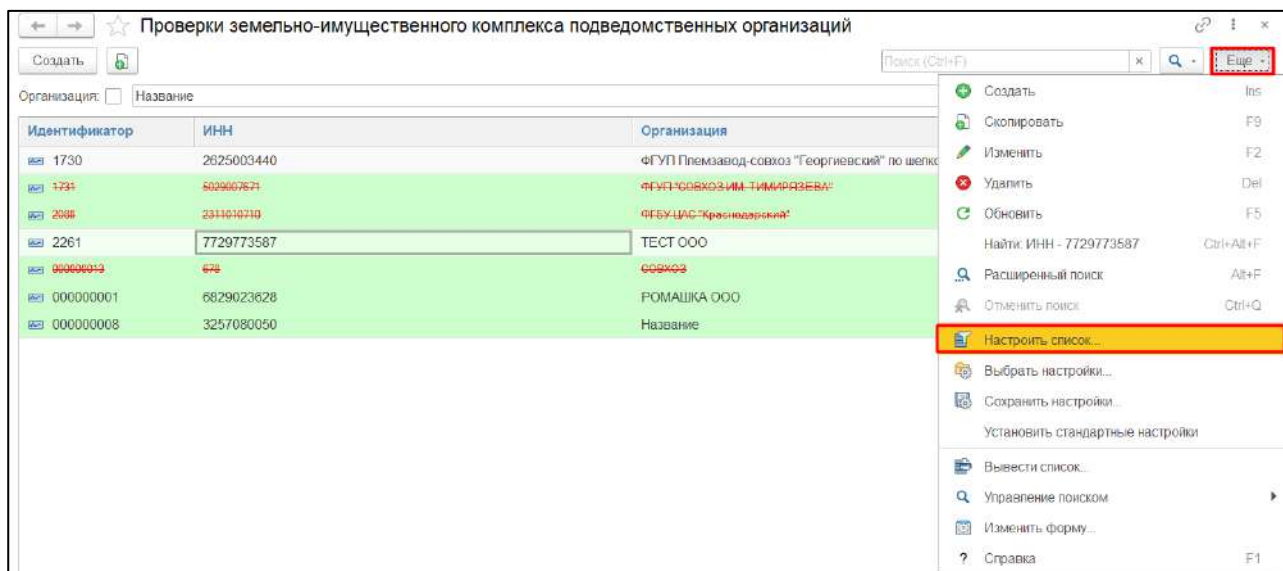 Проверки земельно-имущественного комплекса подведомственных организаций
Создать
Поиск (Ctrl+F)
Еще
Организация:
Название
Идентификатор ИНН Организация
1730 2625003440 ФГУП Племзавод-совхоз "Георгиевский" по шелко
1731 5029007671 ФГУП "СОВХОЗ ИМ. ТИМИРЯЗЕВА"
2088 2311010710 ФГБУ ЦАС "Краснодарский"
2261 7729773587 ТЕСТ ООО
000000013 678 СОВХОЗ
000000001 6829023628 РОМАШКА ООО
000000008 3257080050 Название
Создать Ins
Скопировать F9
Изменить F2
Удалить Del
Обновить F5
Найти: ИНН - 7729773587 Ctrl+Alt+F
Расширенный поиск Alt+F
Отменить поиск Ctrl+Q
Настроить список...
Выбрать настройки...
Сохранить настройки...
Установить стандартные настройки
Вывести список...
Управление поиском
Изменить форму...
Справка F1